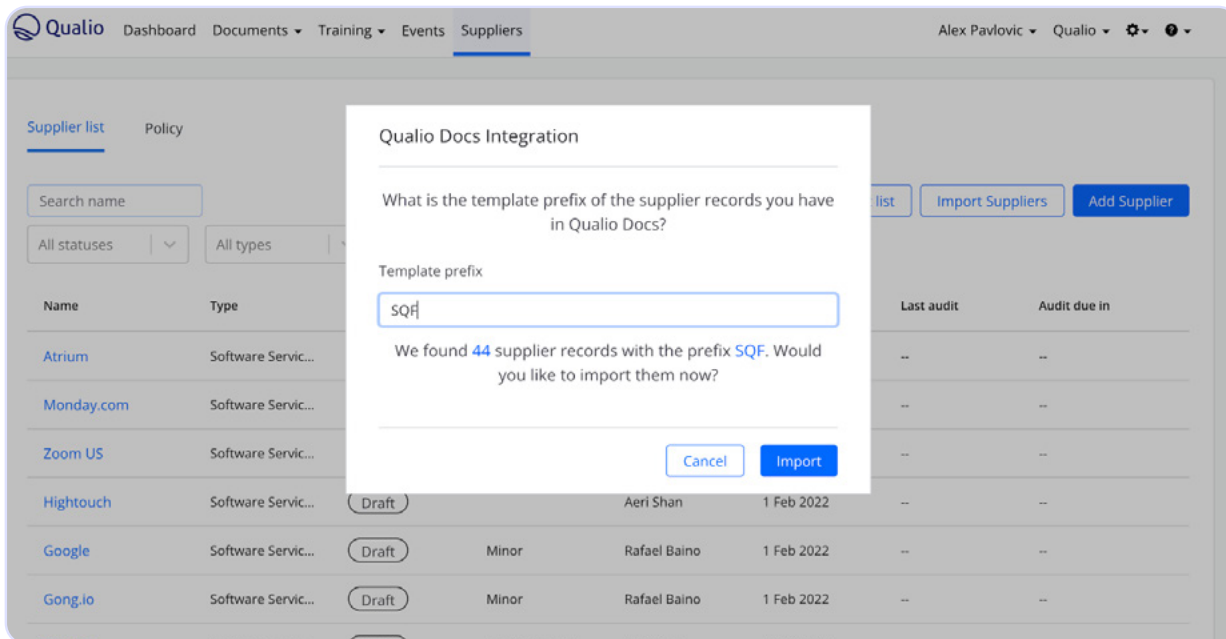 Qualio Dashboard Documents Training Events Suppliers Alex Pavlovic Qualio
Supplier list Policy
Qualio Docs Integration
What is the template prefix of the supplier records you have
in Qualio Docs?
Search name
list Import Suppliers Add Supplier
All statuses All types
Template prefix
SQF
Name Type Last audit Audit due in
We found 44 supplier records with the prefix SQF. Would
you like to import them now?
Atrium Software Servic... -- --
Monday.com Software Servic... -- --
Zoom US Software Servic... -- --
Cancel Import
Hightouch Software Servic... Draft Aeri Shan 1 Feb 2022 -- --
Google Software Servic... Draft Minor Rafael Baino 1 Feb 2022 -- --
Gong.io Software Servic... Draft Minor Rafael Baino 1 Feb 2022 -- --